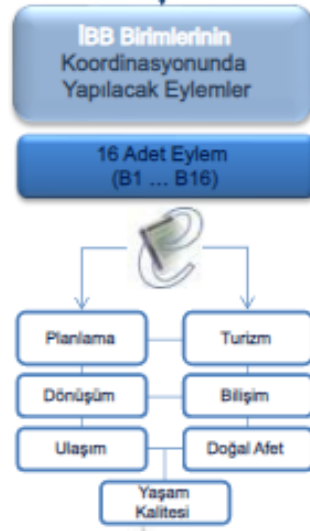 İBB Birimlerinin
Koordinasyonunda
Yapılacak Eylemler
16 Adet Eylem
(B1 ... B16)
Planlama
Turizm
Dönüşüm
Bilişim
Ulaşım
Doğal Afet
Yaşam
Kalitesi